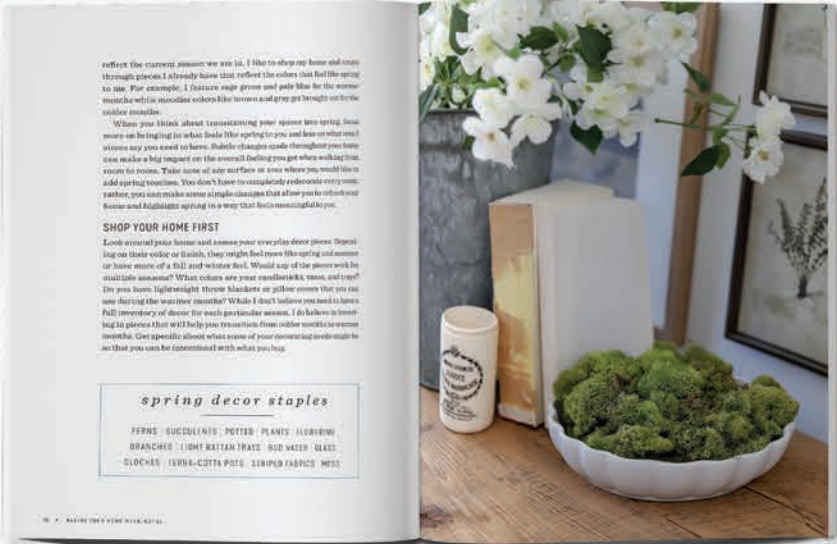 reflect the current season we are in. I like to shop my home and rotate
through pieces I already have that reflect the colors that feel like spring
to me. For example, I feature sage green and pale blue for the warmer
months while moodier colors like brown and gray get brought out for the
colder months.
When you think about transitioning your spaces into spring, focus
more on bringing in what feels like spring to you and less on what retail
stores say you need to have. Subtle changes made throughout your home
can make a big impact on the overall feeling you get when walking from
room to room. Take note of any surface or area where you would like to
add spring touches. You don't have to completely redecorate every room;
rather, you can make some simple changes that allow you to refresh your
home and highlight spring in a way that feels meaningful to you.
SHOP YOUR HOME FIRST
Look around your home and assess your everyday decor pieces. Depend-
ing on their color or finish, they might feel more like spring and summer
or have more of a fall and winter feel. Would any of the pieces work for
multiple seasons? What colors are your candlesticks, vases, and trays?
Do you have lightweight throw blankets or pillow covers that you can
use during the warmer months? While I don't believe you need to have a
full inventory of decor for each particular season, I do believe in invest-
ing in pieces that will help you transition from colder months to warmer
months. Get specific about what some of your decorating needs might be
so that you can be intentional with what you buy.
spring decor staples
FERNS SUCCULENTS POTTED PLANTS FLOWERING
BRANCHES LIGHT RATTAN TRAYS BUD VASES GLASS
CLOCHES TERRA-COTTA POTS STRIPED FABRICS MOSS
MAKING YOUR HOME MEANINGFUL